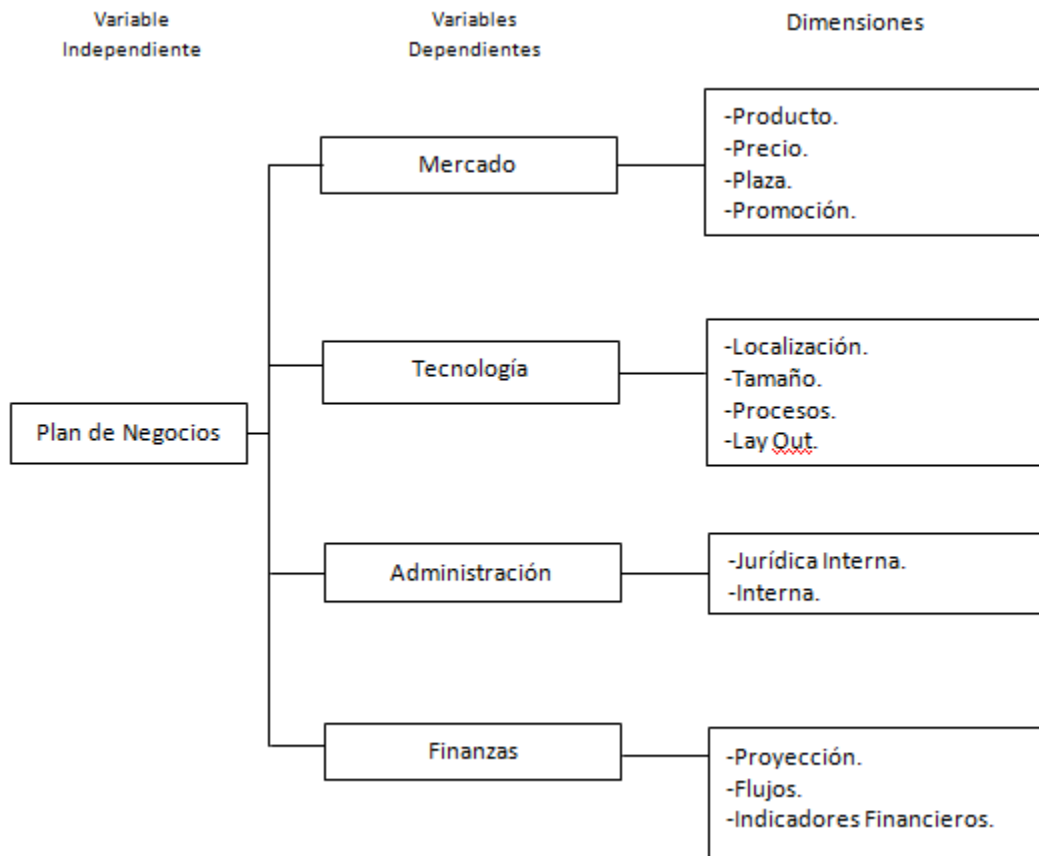 Variable
Independiente
Variables
Dependientes
Dimensiones
Plan de Negocios
Mercado
-Producto.
-Precio.
-Plaza.
-Promoción.
Tecnología
-Localización.
-Tamaño.
-Procesos.
-Lay Out.
Administración
-Jurídica Interna.
-Interna.
Finanzas
-Proyección.
-Flujos.
-Indicadores Financieros.